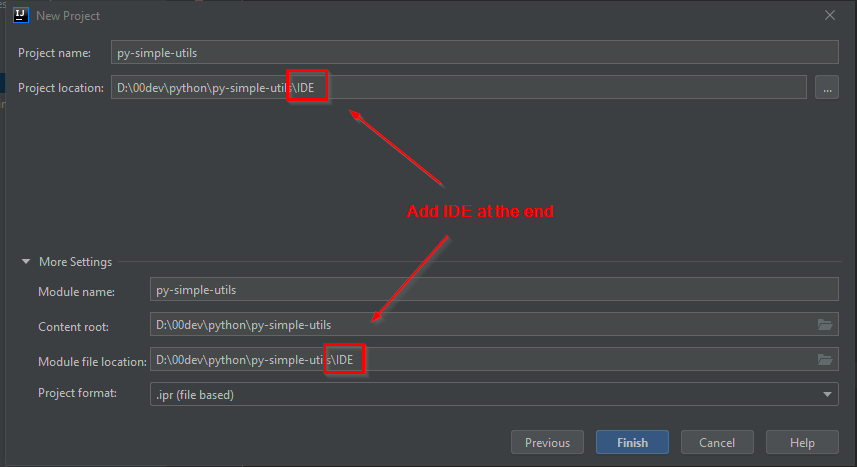 IJ New Project
Project name: py-simple-utils
Project location: D:\00dev\python\py-simple-utils\IDE ...
Add IDE at the end
More Settings
Module name: py-simple-utils
Content root: D:\00dev\python\py-simple-utils
Module file location: D:\00dev\python\py-simple-utils\IDE
Project format: .ipr (file based)
Previous Finish Cancel Help